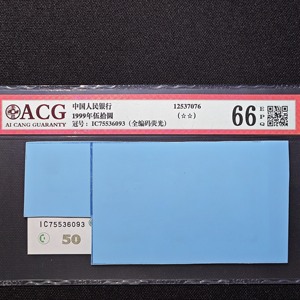 ACG
AI CANG GUARANTY
中国人民银行
1999年伍拾圆
冠号：IC75536093（全编码荧光）
12537076
(☆☆)
66
EPQ
IC75536093
50